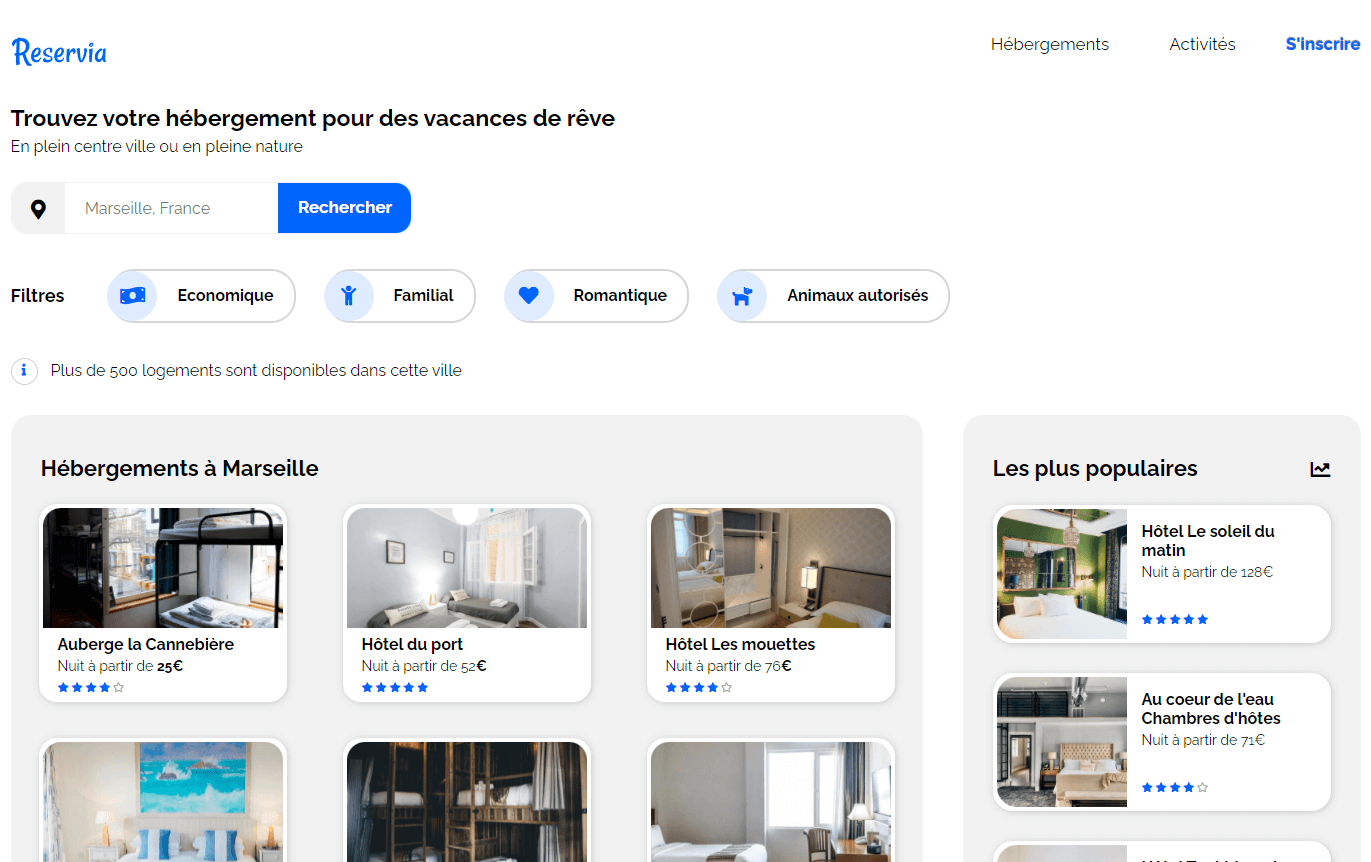 Reservia
Hébergements
Activités
S'inscrire
Trouvez votre hébergement pour des vacances de rêve
En plein centre ville ou en pleine nature
Marseille, France
Rechercher
Filtres
Economique
Familial
Romantique
Animaux autorisés
Plus de 500 logements sont disponibles dans cette ville
Hébergements à Marseille
Auberge la Cannebière
Nuit à partir de 25€
Hôtel du port
Nuit à partir de 52€
Hôtel Les mouettes
Nuit à partir de 76€
Les plus populaires
Hôtel Le soleil du
matin
Nuit à partir de 128€
Au coeur de l'eau
Chambres d'hôtes
Nuit à partir de 71€